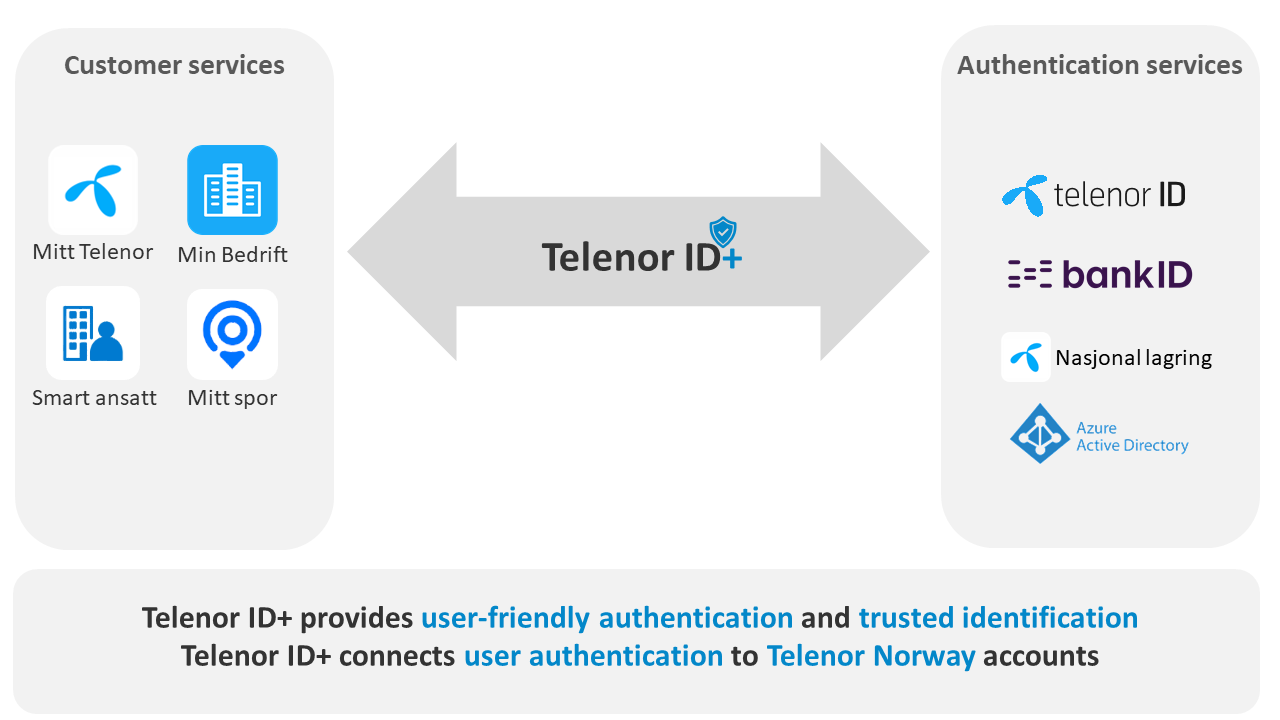 Customer services
Mitt Telenor
Min Bedrift
Smart ansatt
Mitt spor
Telenor ID+
Authentication services
telenor ID
bankID
Nasjonal lagring
Azure
Active Directory
Telenor ID+ provides user-friendly authentication and trusted identification
Telenor ID+ connects user authentication to Telenor Norway accounts